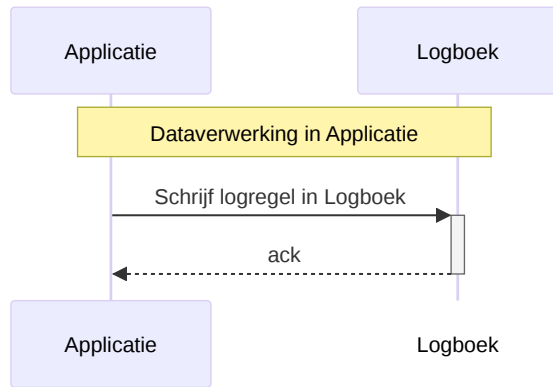 Applicatie
Logboek
Dataverwerking in Applicatie
Schrijf logregel in Logboek
ack
Applicatie
Logboek